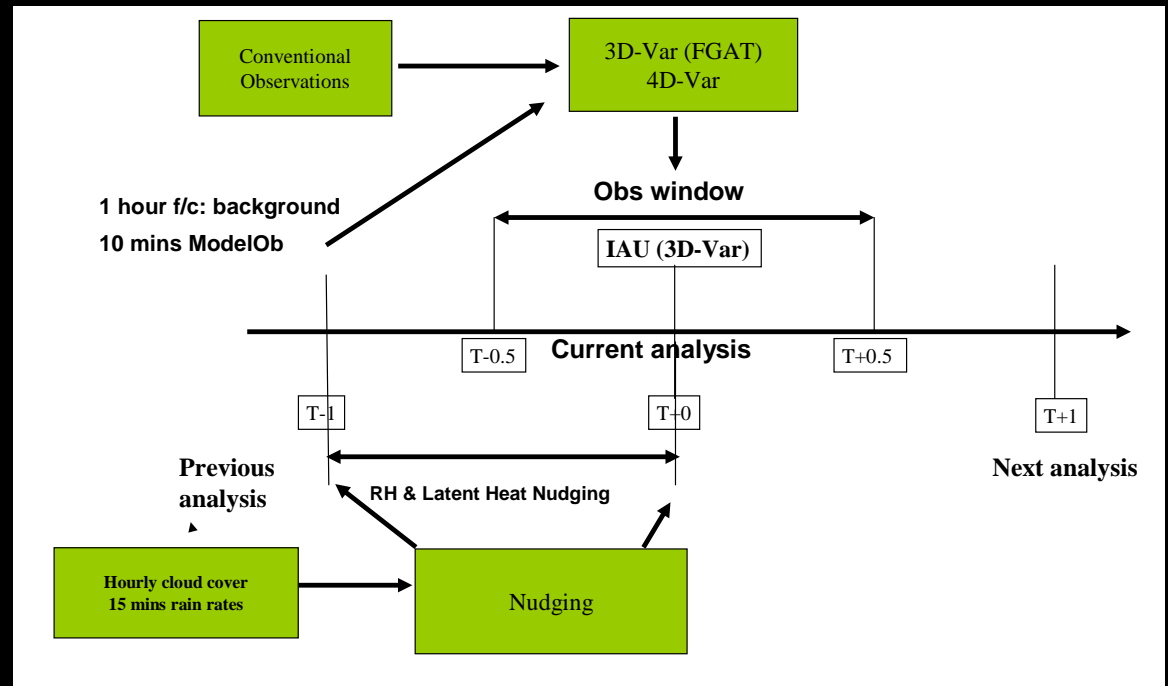 Conventional
Observations
3D-Var (FGAT)
4D-Var
Obs window
1 hour f/c: background
10 mins ModelOb
IAU (3D-Var)
T-0.5
Current analysis
T+0.5
T-1
T+0
T+1
Previous
analysis
RH & Latent Heat Nudging
Next analysis
Hourly cloud cover
15 mins rain rates
Nudging